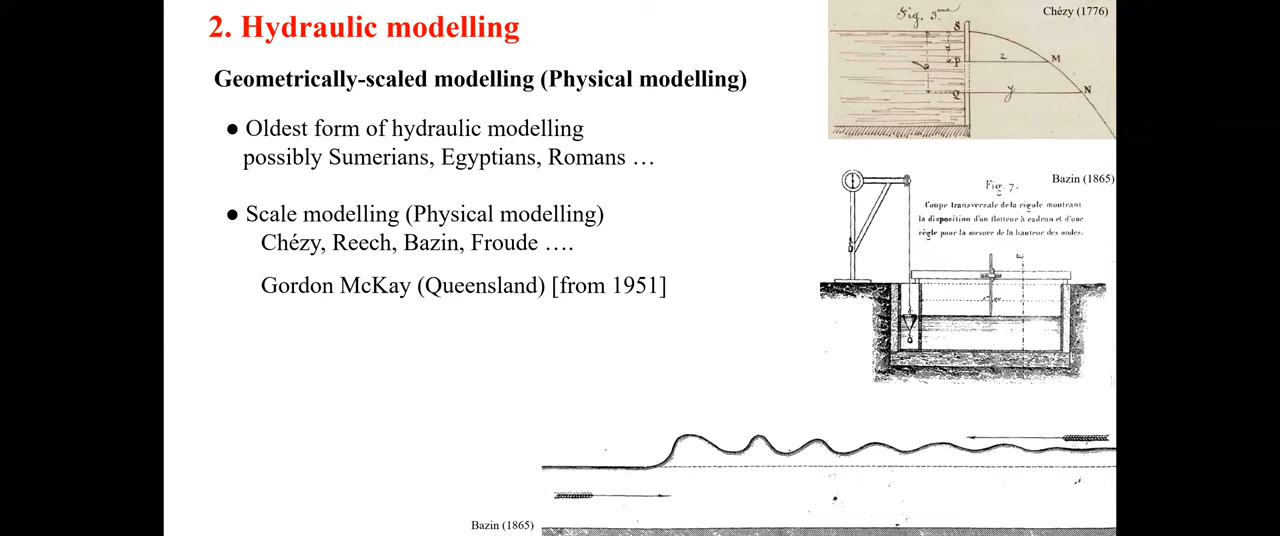 2. Hydraulic modelling
Geometrically-scaled modelling (Physical modelling)
● Oldest form of hydraulic modelling
possibly Sumerians, Egyptians, Romans …
● Scale modelling (Physical modelling)
Chézy, Reech, Bazin, Froude ….
Gordon McKay (Queensland) [from 1951]
Chézy (1776)
Fig. 3.eme
S
P
z
M
Q
y
N
Bazin (1865)
Fig. 7.
Coupe transversale de la rigole montrant
la disposition d'un flotteur à cadran et d'une
règle pour la mesure de la hauteur des ondes.
Bazin (1865)